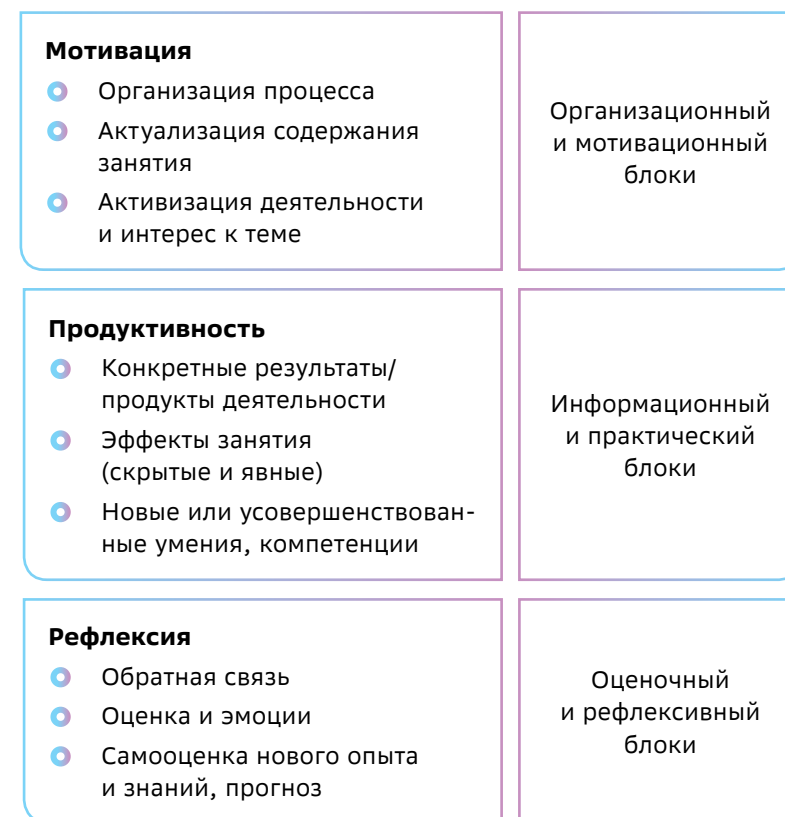 Мотивация
Организация процесса
Актуализация содержания
занятия
Активизация деятельности
и интерес к теме
Организационный
и мотивационный
блоки
Продуктивность
Конкретные результаты/
продукты деятельности
Эффекты занятия
(скрытые и явные)
Новые или усовершенствован-
ные умения, компетенции
Информационный
и практический
блоки
Рефлексия
Обратная связь
Оценка и эмоции
Самооценка нового опыта
и знаний, прогноз
Оценочный
и рефлексивный
блоки